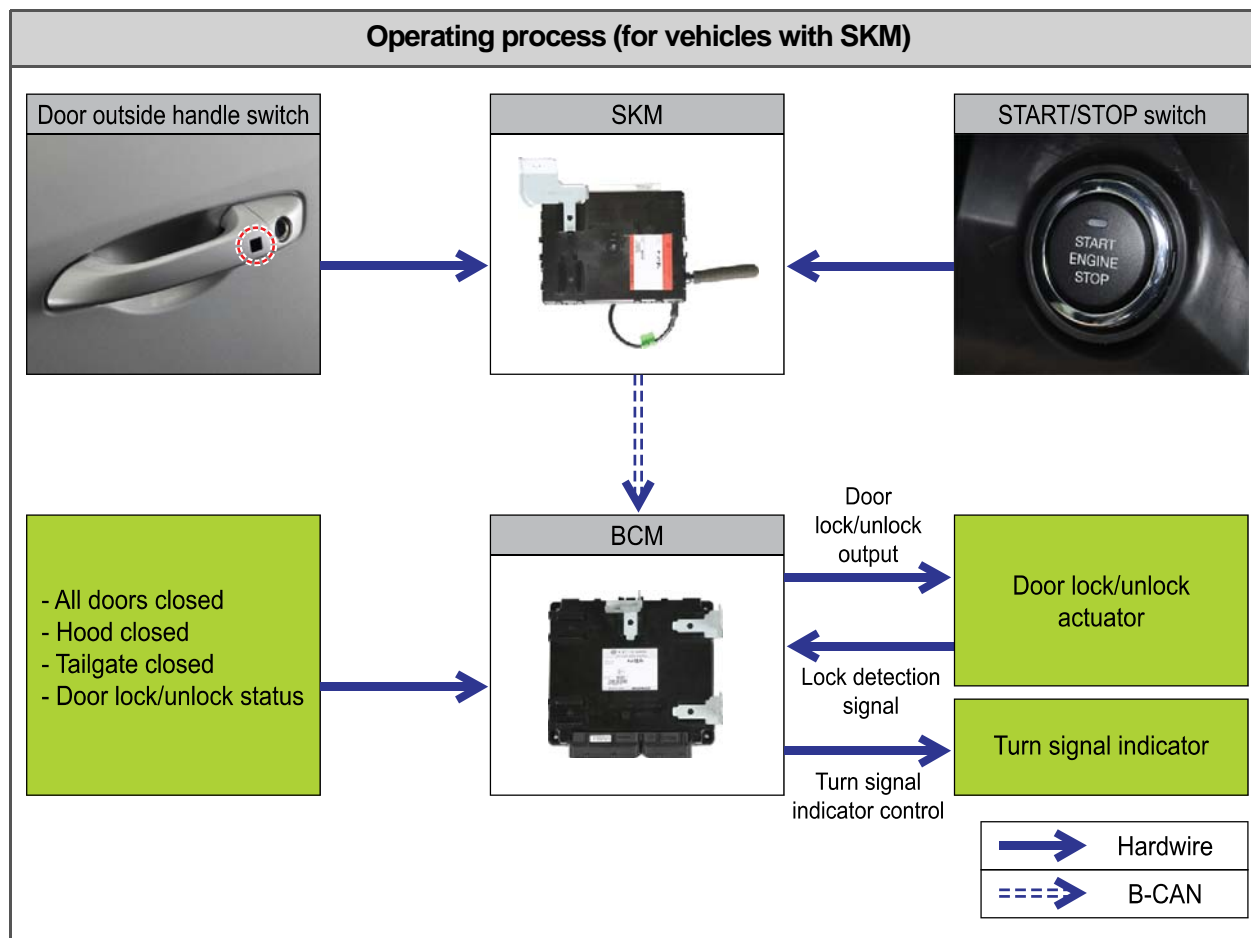 Operating process (for vehicles with SKM)
Door outside handle switch
SKM
START/STOP switch
START
ENGINE
STOP
- All doors closed
- Hood closed
- Tailgate closed
- Door lock/unlock status
BCM
Door
lock/unlock
output
Lock detection
signal
Turn signal
indicator control
Door lock/unlock
actuator
Turn signal indicator
Hardwire
B-CAN